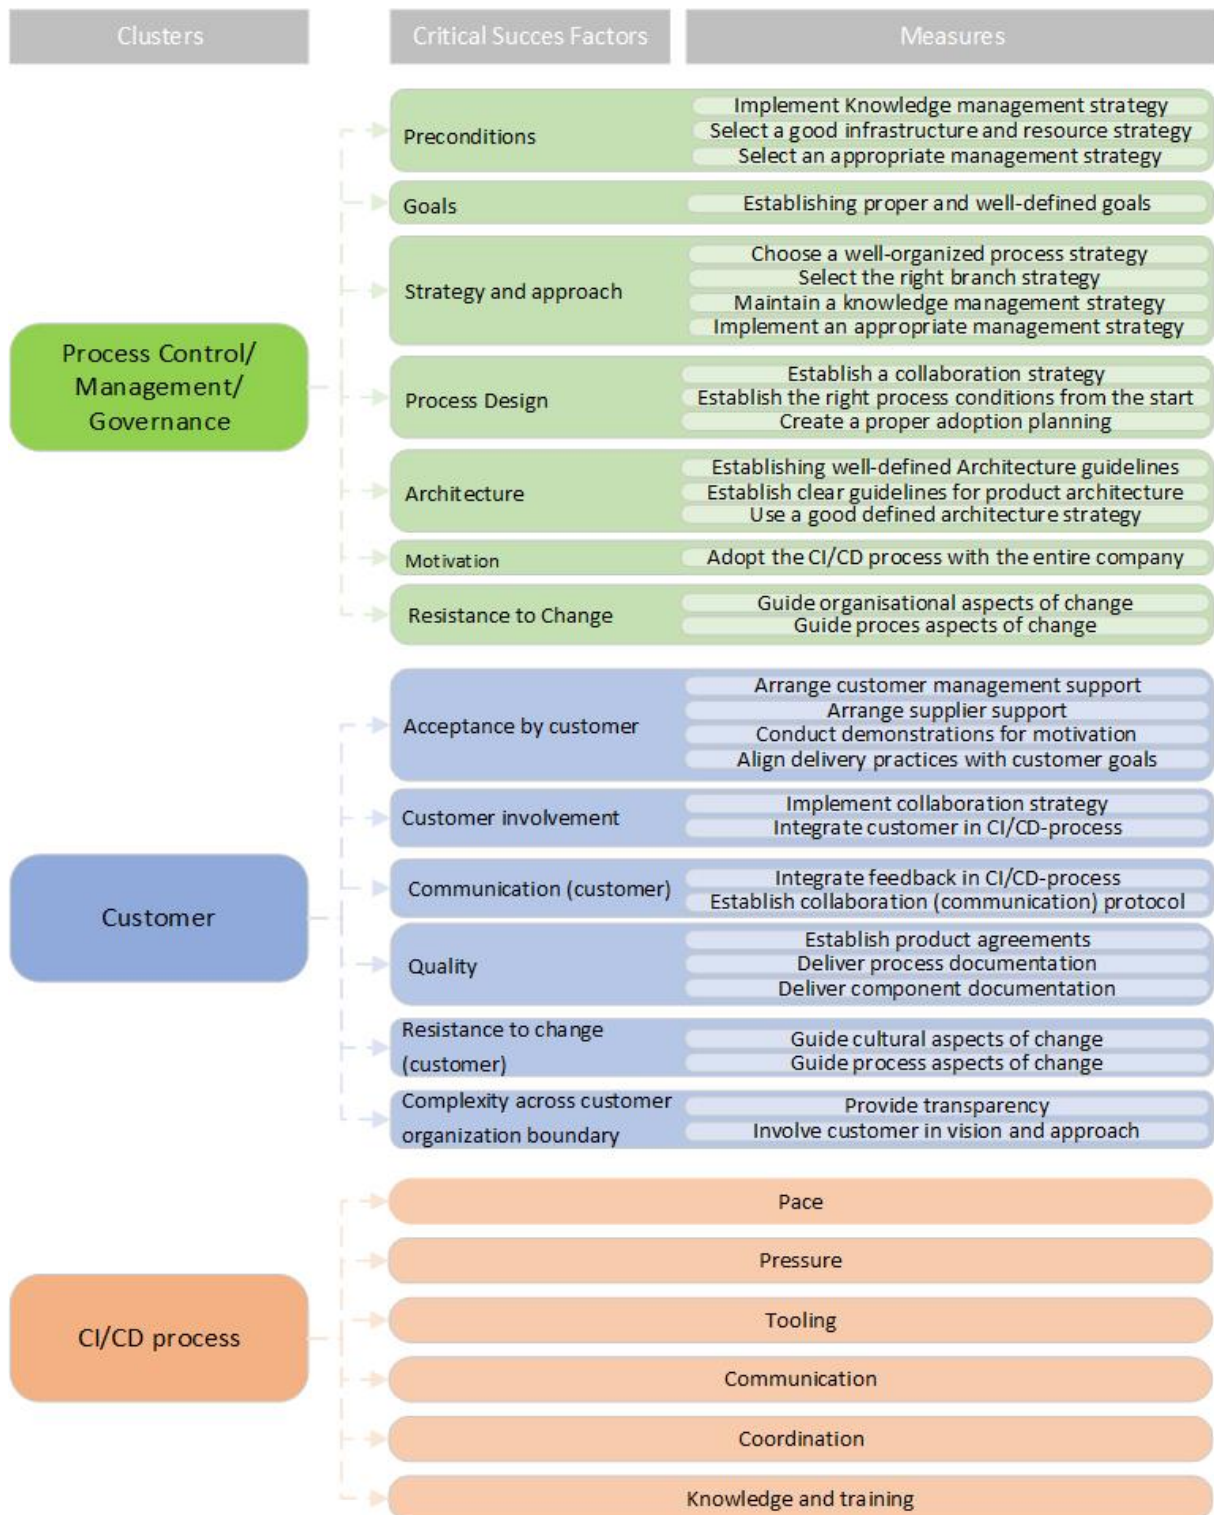 Clusters
Critical Succes Factors
Measures
Process Control/
Management/
Governance
Preconditions
Implement Knowledge management strategy
Select a good infrastructure and resource strategy
Select an appropriate management strategy
Goals
Establishing proper and well-defined goals
Strategy and approach
Choose a well-organized process strategy
Select the right branch strategy
Maintain a knowledge management strategy
Implement an appropriate management strategy
Process Design
Establish a collaboration strategy
Establish the right process conditions from the start
Create a proper adoption planning
Architecture
Establishing well-defined Architecture guidelines
Establish clear guidelines for product architecture
Use a good defined architecture strategy
Motivation
Adopt the CI/CD process with the entire company
Resistance to Change
Guide organisational aspects of change
Guide proces aspects of change
Customer
Acceptance by customer
Arrange customer management support
Arrange supplier support
Conduct demonstrations for motivation
Align delivery practices with customer goals
Customer involvement
Implement collaboration strategy
Integrate customer in CI/CD-process
Communication (customer)
Integrate feedback in CI/CD-process
Establish collaboration (communication) protocol
Quality
Establish product agreements
Deliver process documentation
Deliver component documentation
Resistance to change
(customer)
Guide cultural aspects of change
Guide process aspects of change
Complexity across customer
organization boundary
Provide transparency
Involve customer in vision and approach
CI/CD process
Pace
Pressure
Tooling
Communication
Coordination
Knowledge and training